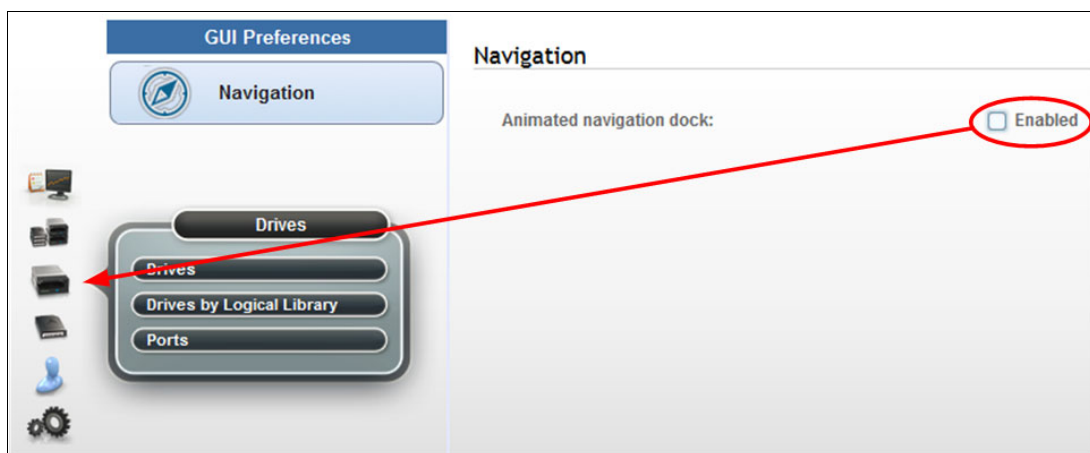 GUI Preferences
Navigation
Navigation
Animated navigation dock:
Enabled
Drives
Drives
Drives by Logical Library
Ports